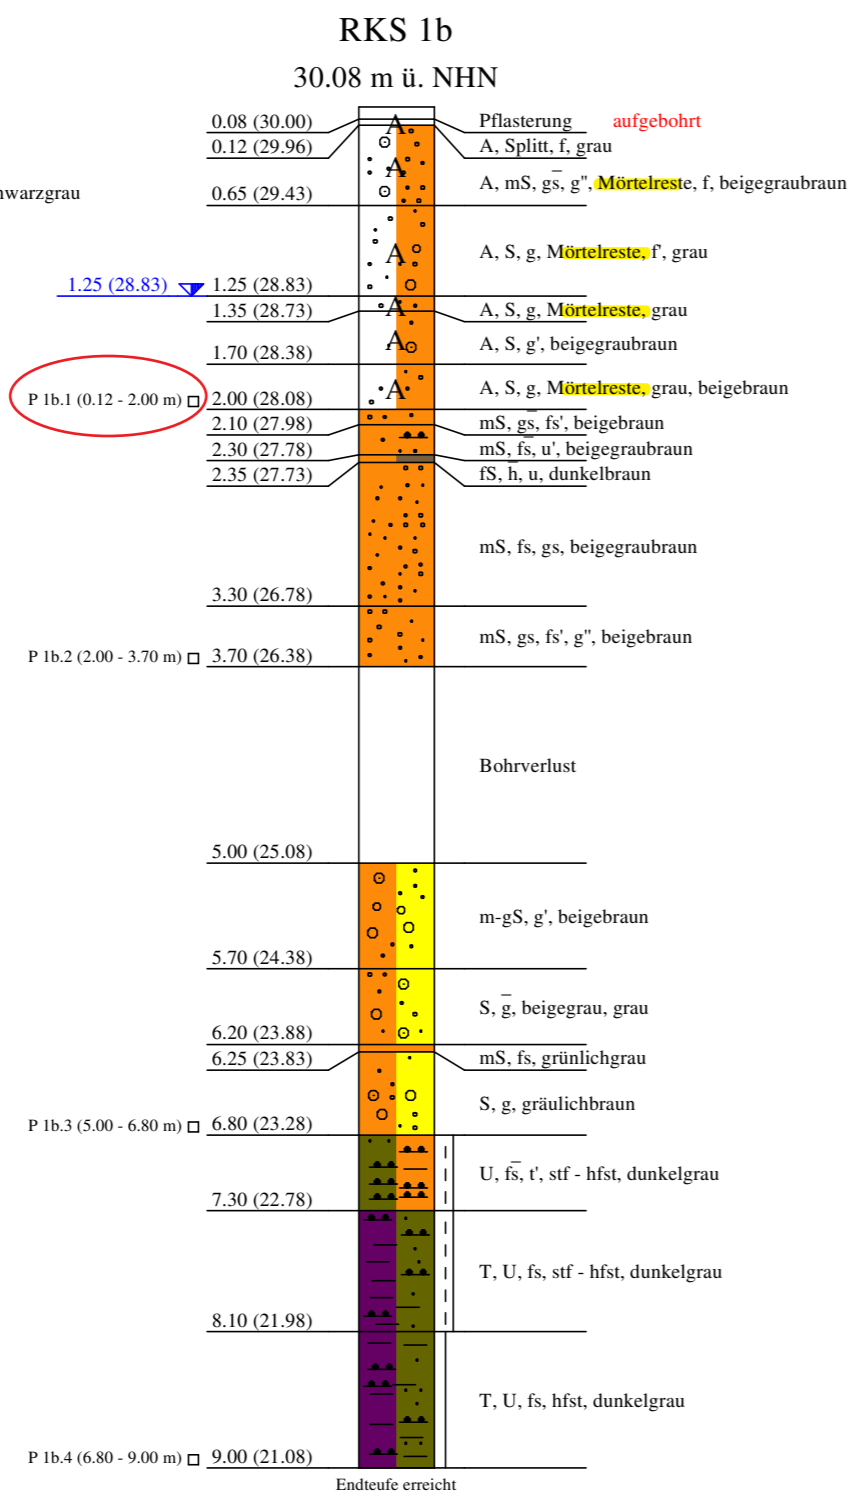 RKS 1b
30.08 m ü. NHN
0.08 (30.00) Pflasterung aufgebohrt
0.12 (29.96) A, Splitt, f, grau
hwarzgrau
0.65 (29.43) A, mS, gs̅, g", Mörtelreste, f, beigegraubraun
A, S, g, Mörtelreste, f', grau
1.25 (28.83) 1.25 (28.83)
1.35 (28.73) A, S, g, Mörtelreste, grau
1.70 (28.38) A, S, g', beigegraubraun
P 1b.1 (0.12 - 2.00 m) 2.00 (28.08) A, S, g, Mörtelreste, grau, beigebraun
2.10 (27.98) mS, gs̅, fs', beigebraun
2.30 (27.78) mS, fs̅, u', beigegraubraun
2.35 (27.73) fS, h̅, u, dunkelbraun
mS, fs, gs, beigegraubraun
3.30 (26.78)
mS, gs, fs', g", beigebraun
P 1b.2 (2.00 - 3.70 m) 3.70 (26.38)
Bohrverlust
5.00 (25.08)
m-gS, g', beigebraun
5.70 (24.38)
S, g̅, beigegrau, grau
6.20 (23.88)
6.25 (23.83) mS, fs, grünlichgrau
S, g, gräulichbraun
P 1b.3 (5.00 - 6.80 m) 6.80 (23.28)
U, fs̅, t', stf - hfst, dunkelgrau
7.30 (22.78)
T, U, fs, stf - hfst, dunkelgrau
8.10 (21.98)
T, U, fs, hfst, dunkelgrau
P 1b.4 (6.80 - 9.00 m) 9.00 (21.08)
Endteufe erreicht
A
A
A
A
A
A